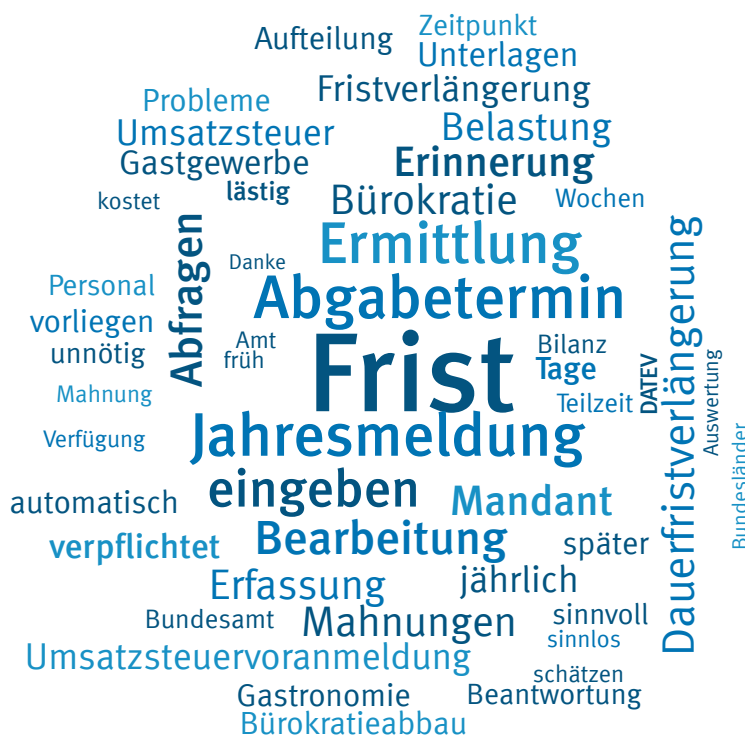 Zeitpunkt
Aufteilung
Unterlagen
Fristverlängerung
Probleme
Umsatzsteuer
Belastung
Gastgewerbe
Erinnerung
lästig
kostet
Bürokratie
Wochen
Abfragen
Ermittlung
Danke
Personal
Abgabetermin
vorliegen
Amt
unnötig
früh
Frist
Bilanz
Tage
DATEV
Teilzeit
Auswertung
Dauerfristverlängerung
Bundesländer
Mahnung
Verfügung
Jahresmeldung
eingeben
automatisch
Mandant
verpflichtet
Bearbeitung
später
Erfassung
jährlich
Bundesamt
Mahnungen
sinnvoll
sinnlos
Umsatzsteuervoranmeldung
schätzen
Gastronomie
Beantwortung
Bürokratieabbau